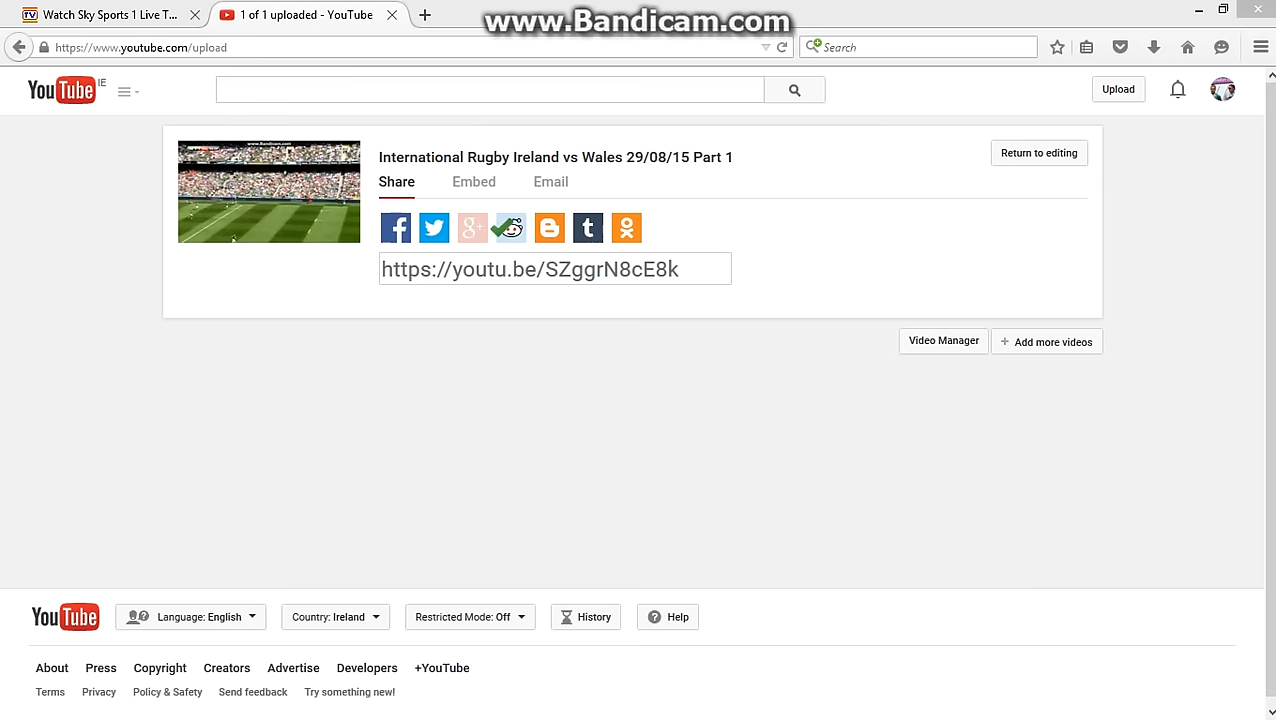 www.Bandicam.com
Watch Sky Sports 1 Live T...
1 of 1 uploaded - YouTube
https://www.youtube.com/upload
Search
YouTube IE
Upload
www.Bandicam.com
International Rugby Ireland vs Wales 29/08/15 Part 1
Return to editing
Share Embed Email
https://youtu.be/SZggrN8cE8k
Video Manager
+ Add more videos
YouTube
Language: English
Country: Ireland
Restricted Mode: Off
History
Help
About Press Copyright Creators Advertise Developers +YouTube
Terms Privacy Policy & Safety Send feedback Try something new!